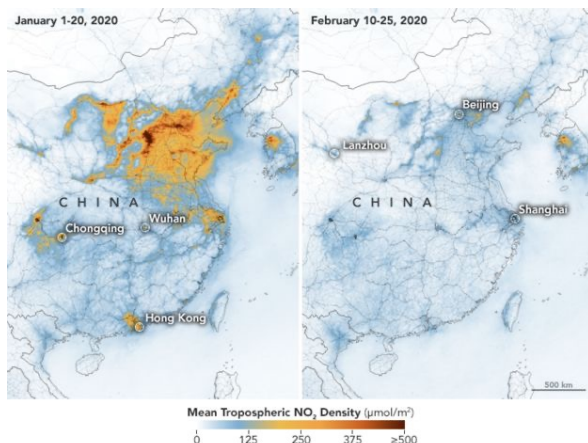 January 1-20, 2020
CHINA
Wuhan
Chongqing
Hong Kong
February 10-25, 2020
Beijing
Lanzhou
CHINA
Shanghai
500 km
Mean Tropospheric NO₂ Density (μmol/m²)
0 125 250 375 ≥500